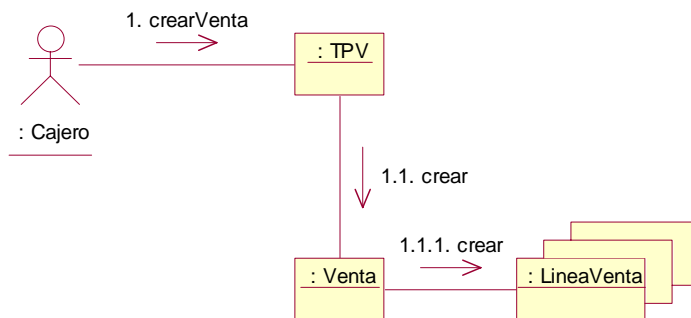 1. crearVenta
: TPV
: Cajero
1.1. crear
1.1.1. crear
: Venta
: LineaVenta